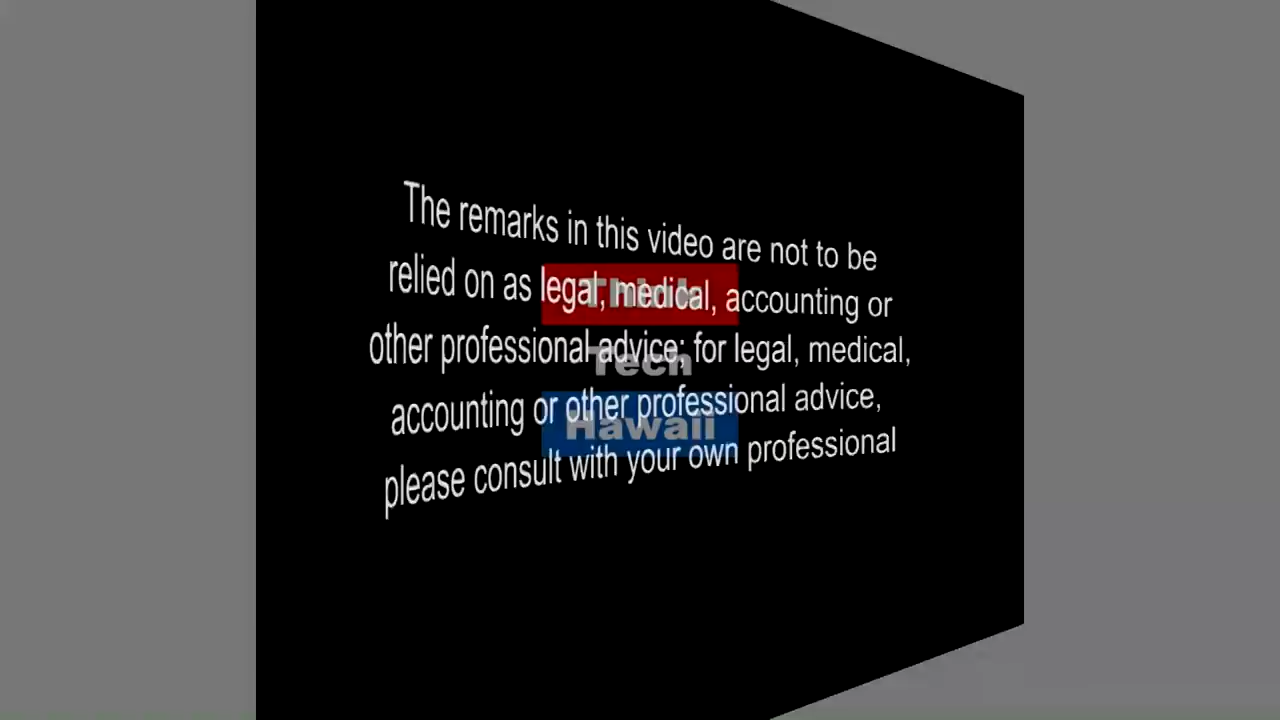 The remarks in this video are not to be
relied on as legal, medical, accounting or
other professional advice; for legal, medical,
accounting or other professional advice,
please consult with your own professional
Think
Tech
Hawaii